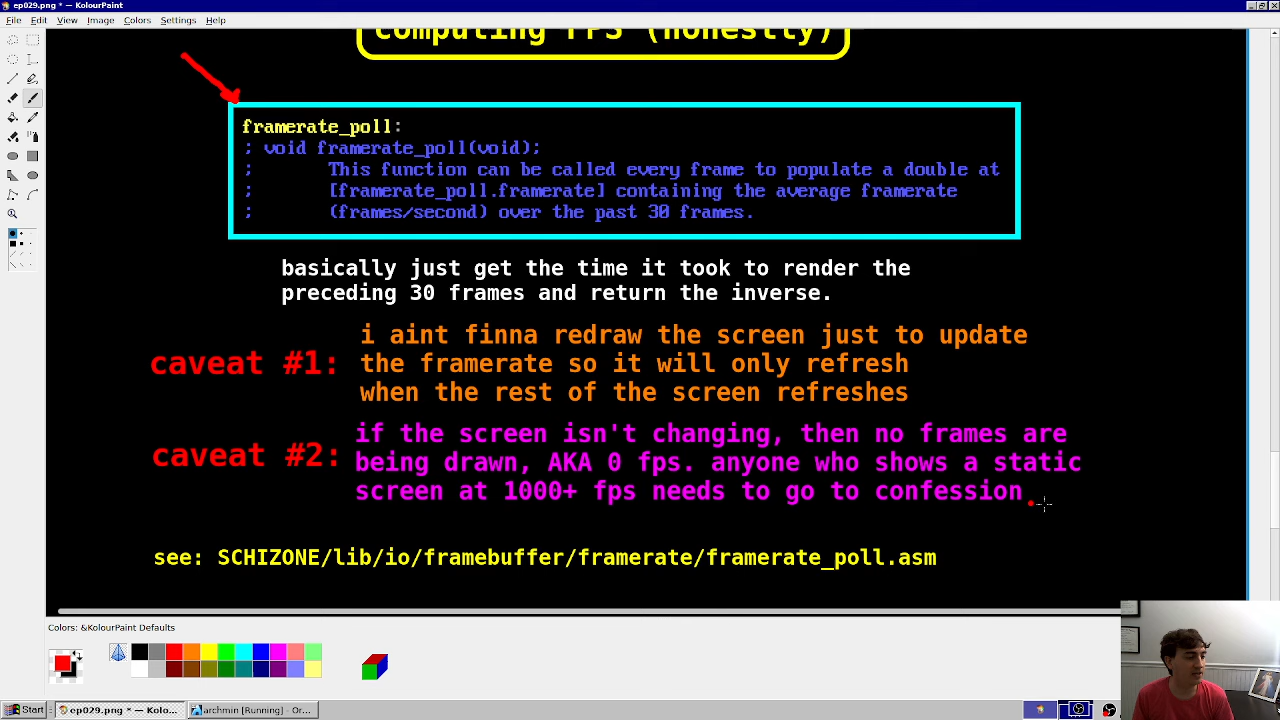 ep029.png * — KolourPaint
File Edit View Image Colors Settings Help
computing FPS (honestly)
framerate_poll:
; void framerate_poll(void);
; This function can be called every frame to populate a double at
; [framerate_poll.framerate] containing the average framerate
; (frames/second) over the past 30 frames.
basically just get the time it took to render the
preceding 30 frames and return the inverse.
caveat #1:
i aint finna redraw the screen just to update
the framerate so it will only refresh
when the rest of the screen refreshes
caveat #2:
if the screen isn't changing, then no frames are
being drawn, AKA 0 fps. anyone who shows a static
screen at 1000+ fps needs to go to confession
see: SCHIZONE/lib/io/framebuffer/framerate/framerate_poll.asm
Colors: &KolourPaint Defaults
Start ep029.png * — Kolo... archmin [Running] - Or...